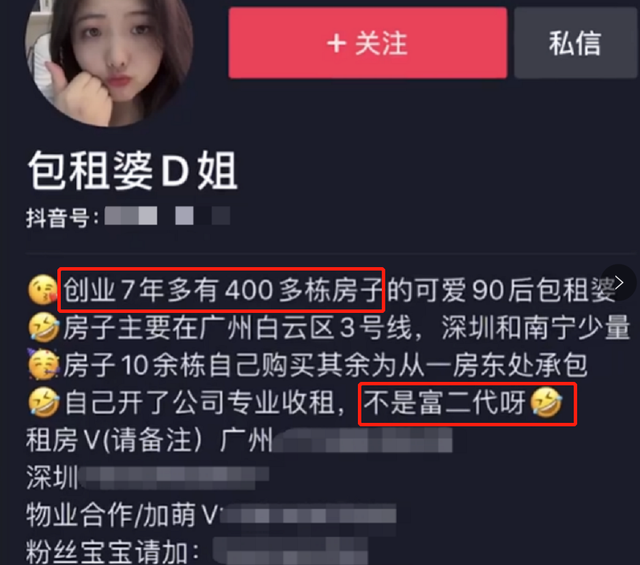 + 关注
私信
包租婆D姐
抖音号:
😘创业7年多有400多栋房子的可爱90后包租婆
🤣房子主要在广州白云区3号线，深圳和南宁少量
🥳房子10余栋自己购买其余为从一房东处承包
🤣自己开了公司专业收租，不是富二代呀🤣
租房V(请备注）广州
深圳
物业合作/加萌V
粉丝宝宝请加: